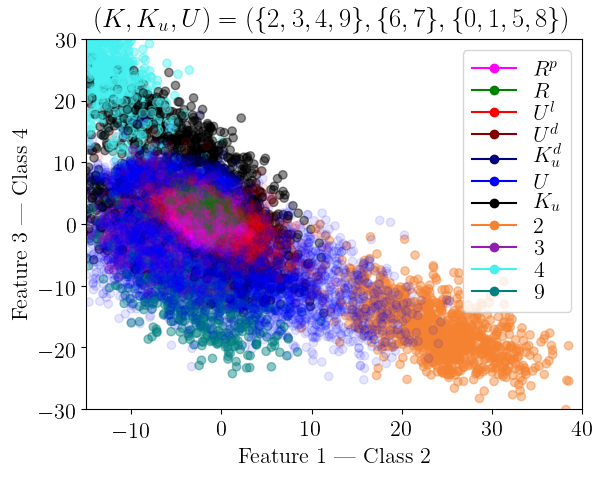 (K, K_u, U) = ({2, 3, 4, 9}, {6, 7}, {0, 1, 5, 8})
Feature 3 — Class 4
30
20
10
0
−10
−20
−30
−10
0
10
20
30
40
Feature 1 — Class 2
R^p
R
U^l
U^d
K_u^d
U
K_u
2
3
4
9